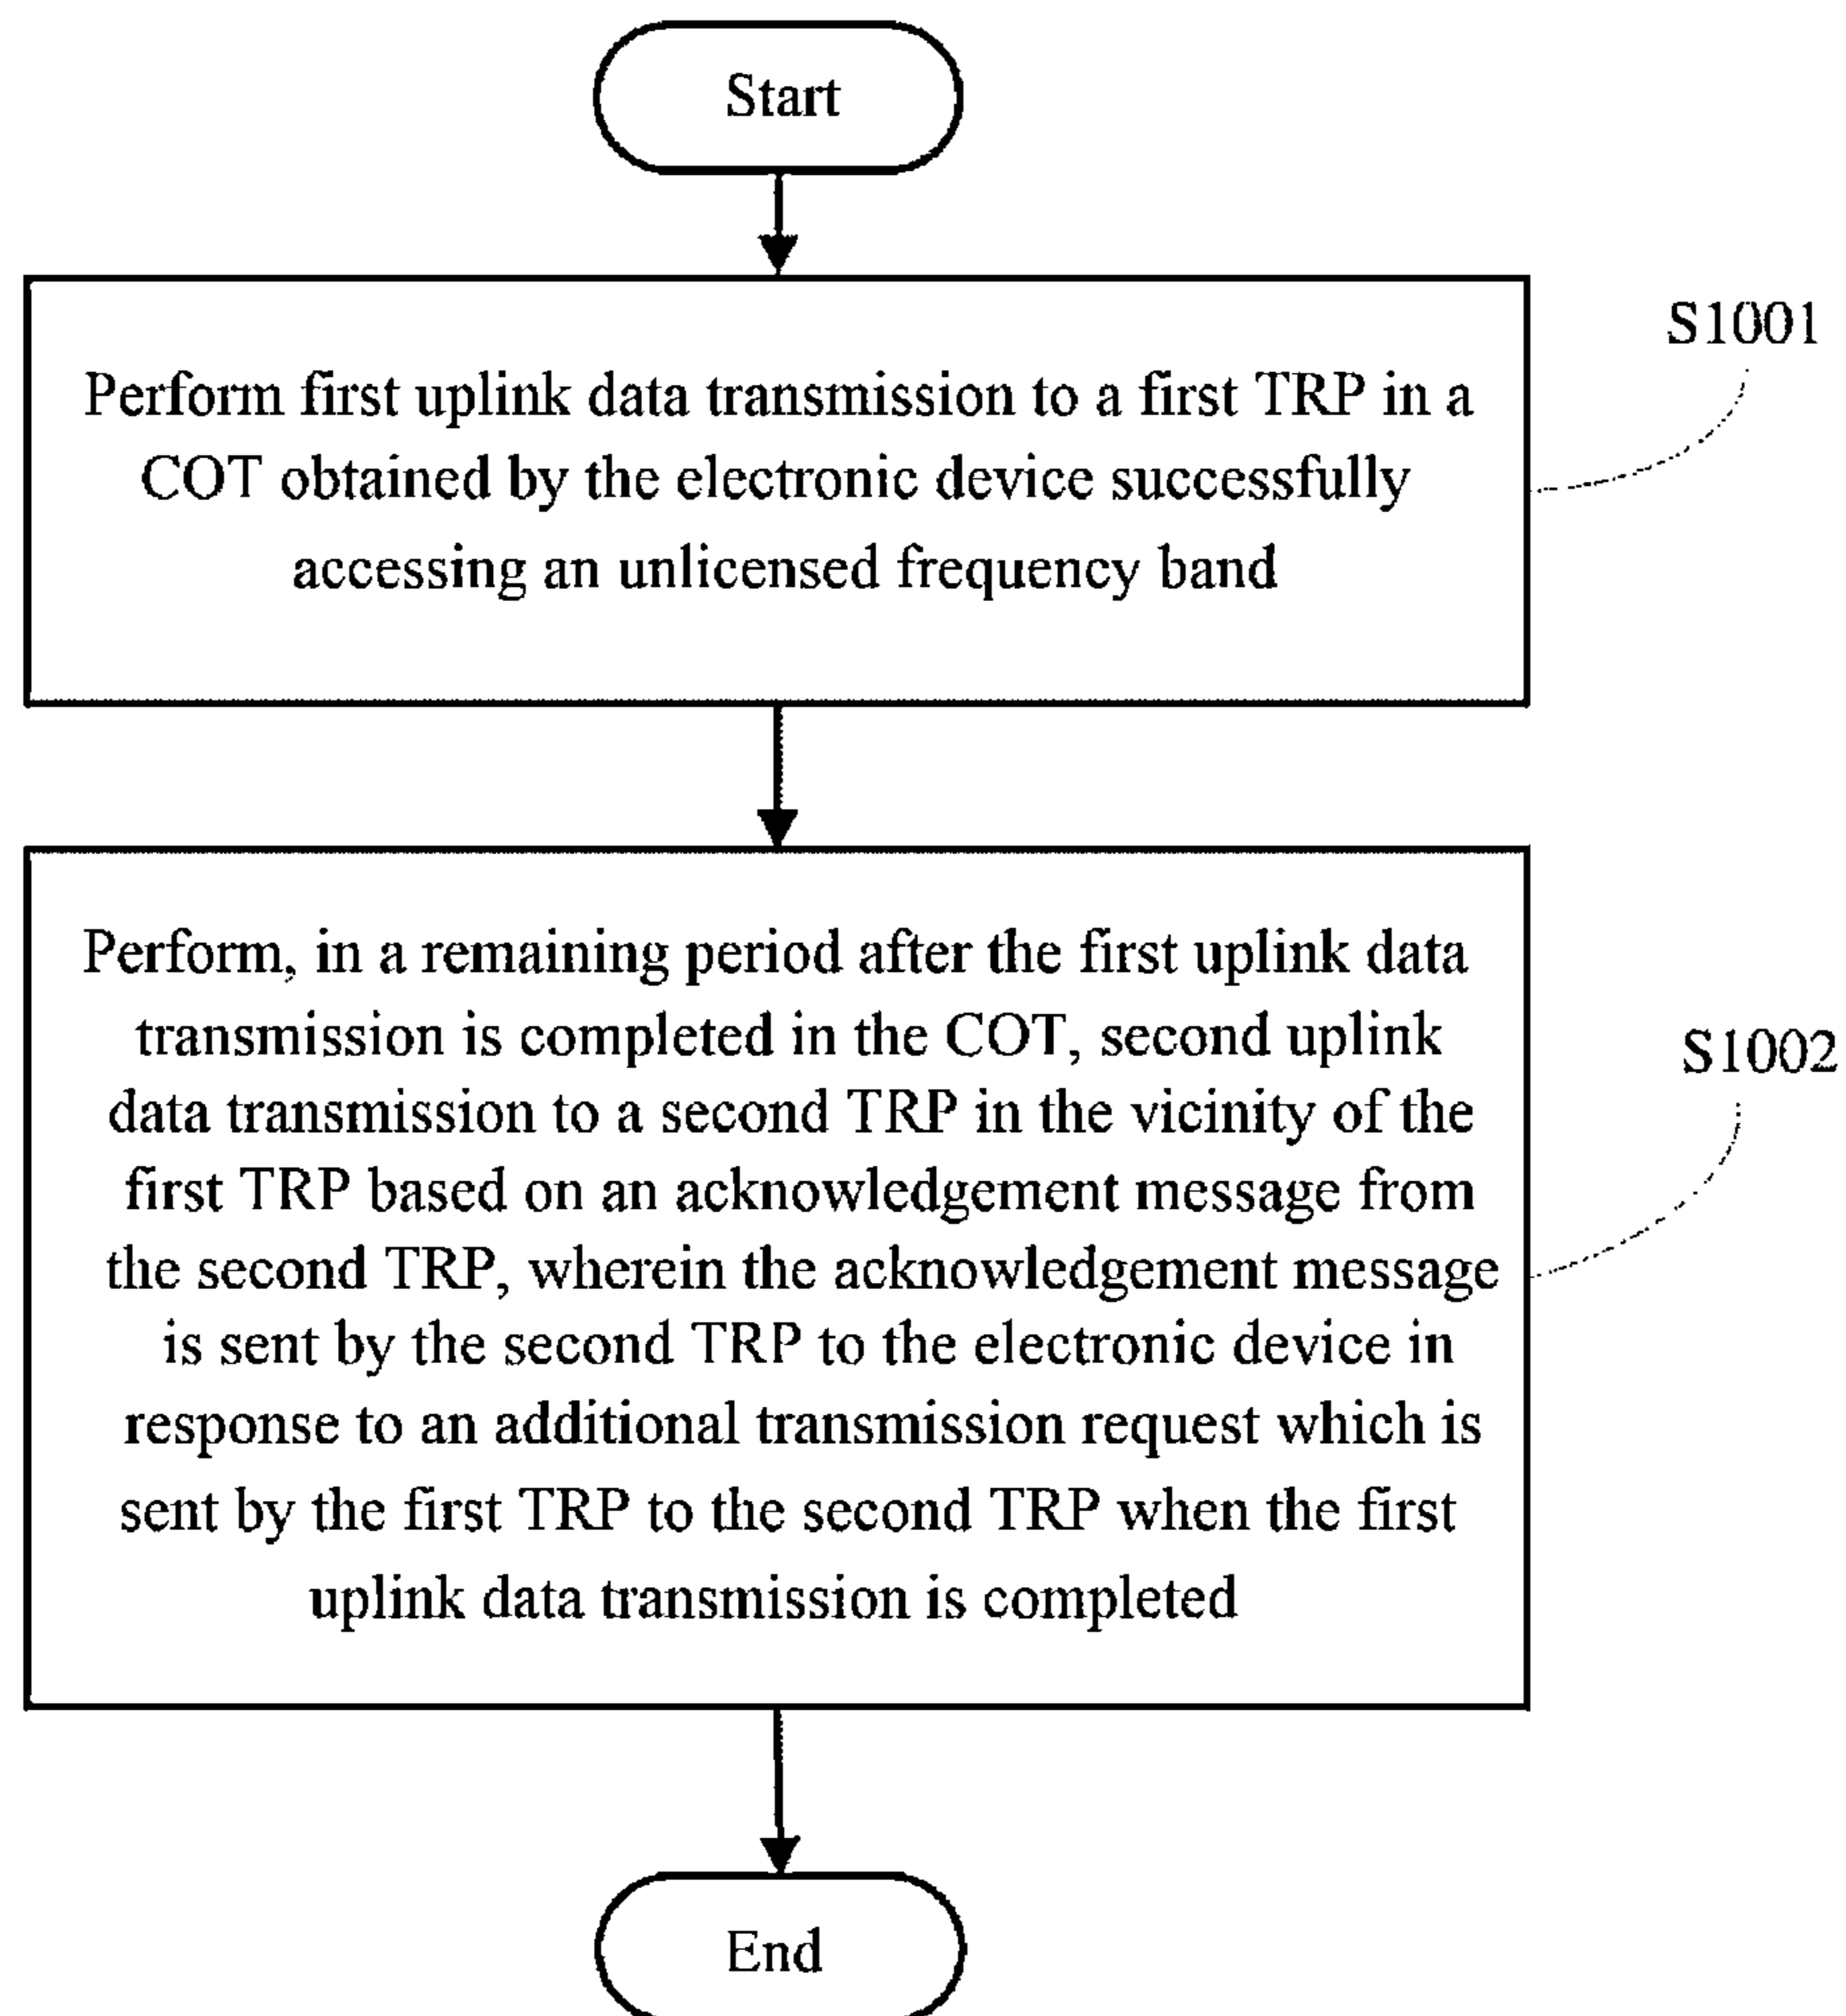 Start
Perform first uplink data transmission to a first TRP in a
COT obtained by the electronic device successfully
accessing an unlicensed frequency band
S1001
Perform, in a remaining period after the first uplink data
transmission is completed in the COT, second uplink
data transmission to a second TRP in the vicinity of the
first TRP based on an acknowledgement message from
the second TRP, wherein the acknowledgement message
is sent by the second TRP to the electronic device in
response to an additional transmission request which is
sent by the first TRP to the second TRP when the first
uplink data transmission is completed
S1002
End